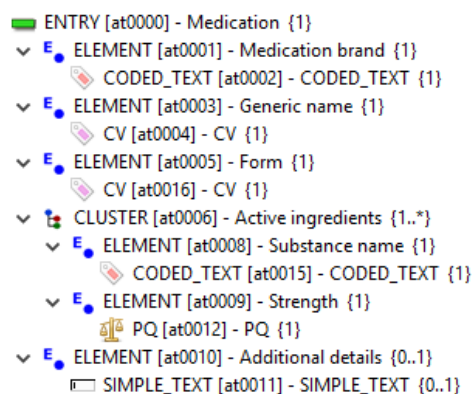 ENTRY [at0000] - Medication {1}
E ELEMENT [at0001] - Medication brand {1}
CODED_TEXT [at0002] - CODED_TEXT {1}
E ELEMENT [at0003] - Generic name {1}
CV [at0004] - CV {1}
E ELEMENT [at0005] - Form {1}
CV [at0016] - CV {1}
CLUSTER [at0006] - Active ingredients {1..*}
E ELEMENT [at0008] - Substance name {1}
CODED_TEXT [at0015] - CODED_TEXT {1}
E ELEMENT [at0009] - Strength {1}
PQ [at0012] - PQ {1}
E ELEMENT [at0010] - Additional details {0..1}
SIMPLE_TEXT [at0011] - SIMPLE_TEXT {0..1}